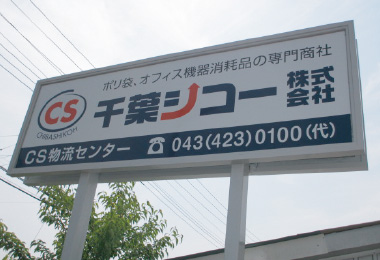 ポリ袋、オフィス機器消耗品の専門商社
CS
CHIBASHIKOH
千葉シコー株式会社
CS物流センター ☎043(423)0100(代)